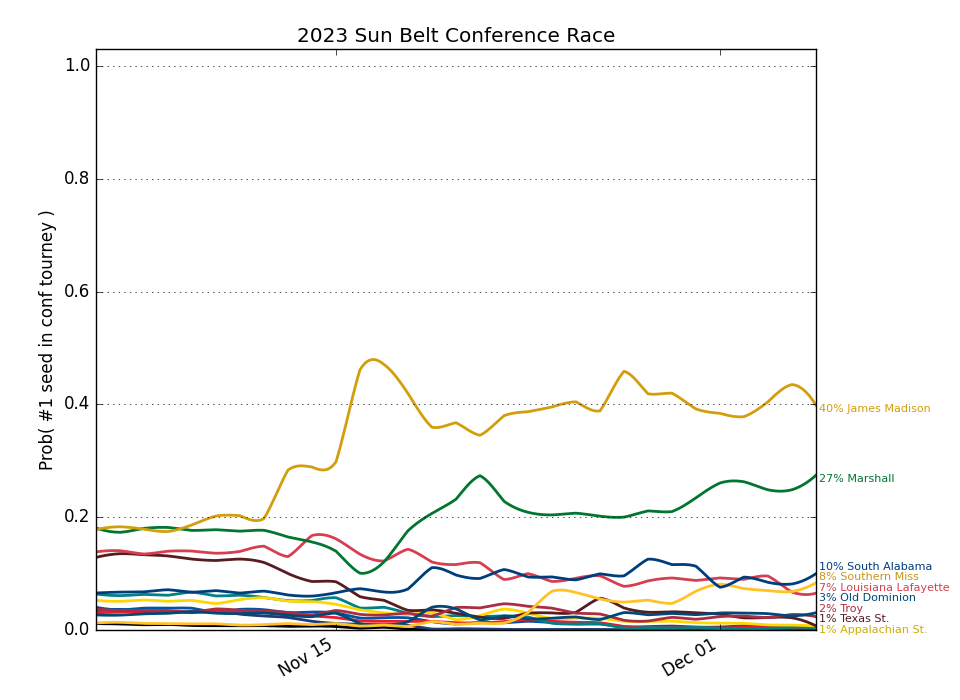 2023 Sun Belt Conference Race
Prob( #1 seed in conf tourney )
1.0
0.8
0.6
0.4
0.2
0.0
Nov 15
Dec 01
40% James Madison
27% Marshall
10% South Alabama
8% Southern Miss
7% Louisiana Lafayette
3% Old Dominion
2% Troy
1% Texas St.
1% Appalachian St.